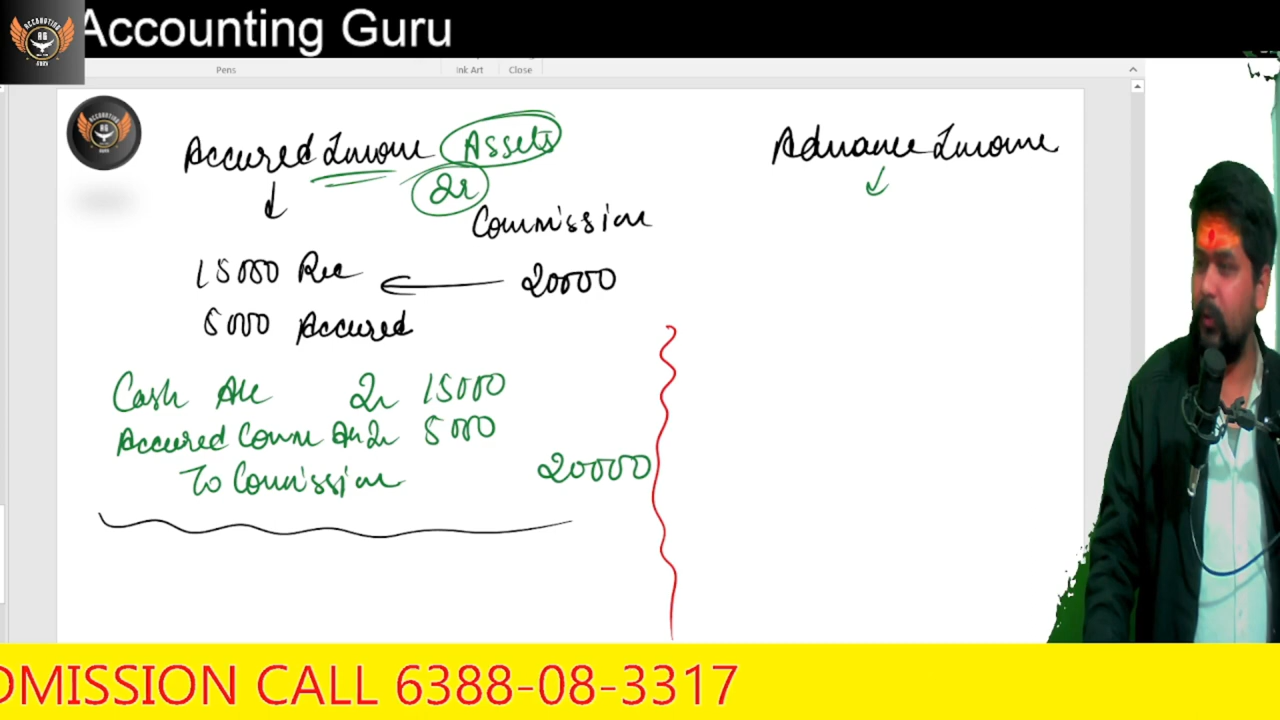 Accounting Guru
Pens
Ink Art
Close
Accured Income Assets
Dr
Advance Income
Commission
15000 Rec
20000
5000 Accured
Cash A/c Dr 15000
Accured Comm A/c Dr 5000
To Commission 20000
DMISSION CALL 6388-08-3317